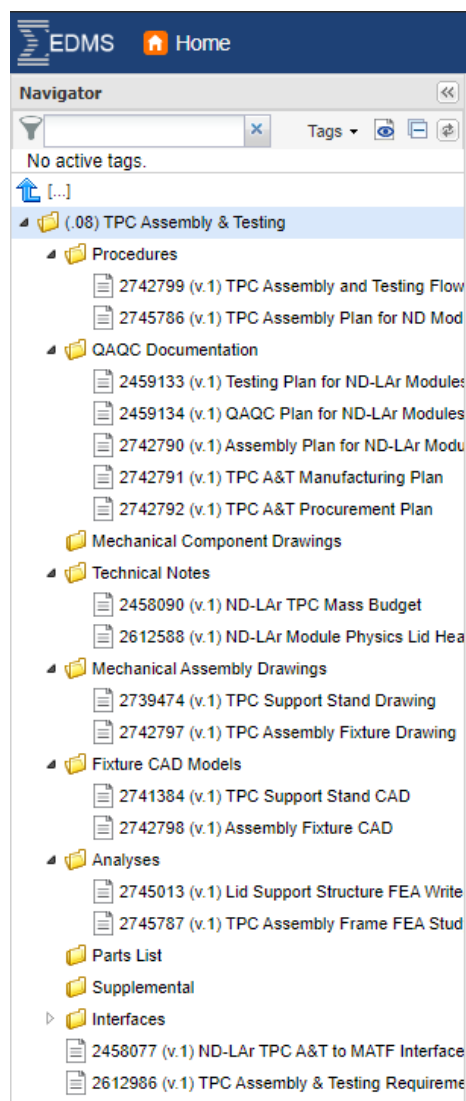 EDMS Home
Navigator
Tags
No active tags.
[...]
(.08) TPC Assembly & Testing
Procedures
2742799 (v.1) TPC Assembly and Testing Flow
2745786 (v.1) TPC Assembly Plan for ND Mod
QAQC Documentation
2459133 (v.1) Testing Plan for ND-LAr Modules
2459134 (v.1) QAQC Plan for ND-LAr Modules
2742790 (v.1) Assembly Plan for ND-LAr Modu
2742791 (v.1) TPC A&T Manufacturing Plan
2742792 (v.1) TPC A&T Procurement Plan
Mechanical Component Drawings
Technical Notes
2458090 (v.1) ND-LAr TPC Mass Budget
2612588 (v.1) ND-LAr Module Physics Lid Hea
Mechanical Assembly Drawings
2739474 (v.1) TPC Support Stand Drawing
2742797 (v.1) TPC Assembly Fixture Drawing
Fixture CAD Models
2741384 (v.1) TPC Support Stand CAD
2742798 (v.1) Assembly Fixture CAD
Analyses
2745013 (v.1) Lid Support Structure FEA Write
2745787 (v.1) TPC Assembly Frame FEA Stud
Parts List
Supplemental
Interfaces
2458077 (v.1) ND-LAr TPC A&T to MATF Interface
2612986 (v.1) TPC Assembly & Testing Requireme